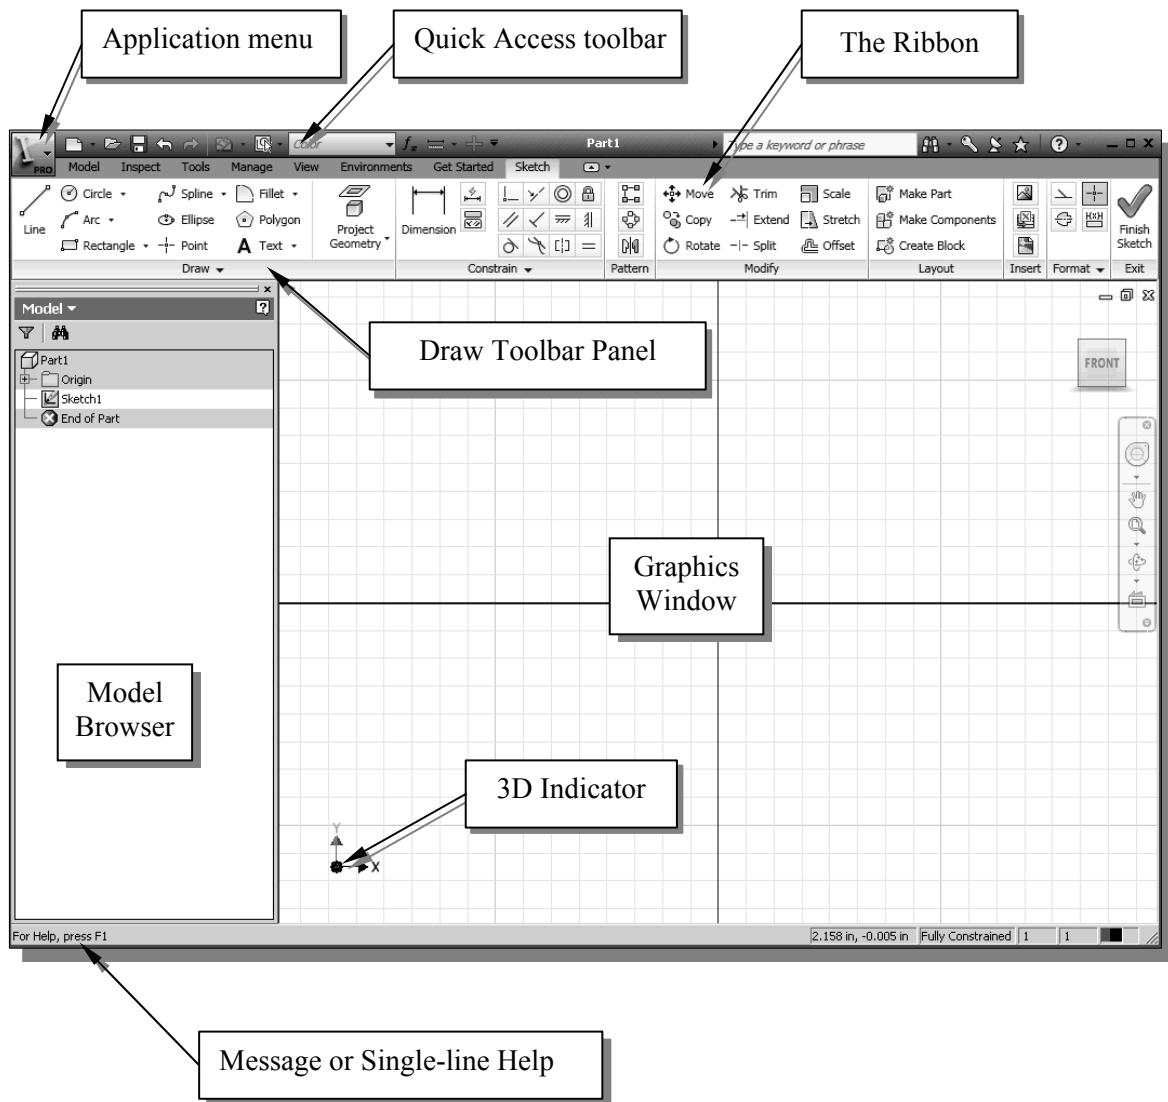 Application menu
Quick Access toolbar
The Ribbon
PRO
Color
fx
Part1
Type a keyword or phrase
Model Inspect Tools Manage View Environments Get Started Sketch
Line
Circle Spline Fillet
Arc Ellipse Polygon
Rectangle Point A Text
Project
Geometry
Dimension
Move Trim Scale
Copy Extend Stretch
Rotate Split Offset
Make Part
Make Components
Create Block
Finish
Sketch
Draw Constrain Pattern Modify Layout Insert Format Exit
Model
Part1
Origin
Sketch1
End of Part
Draw Toolbar Panel
FRONT
Graphics
Window
Model
Browser
3D Indicator
Y
X
For Help, press F1
2.158 in, -0.005 in Fully Constrained 1 1
Message or Single-line Help